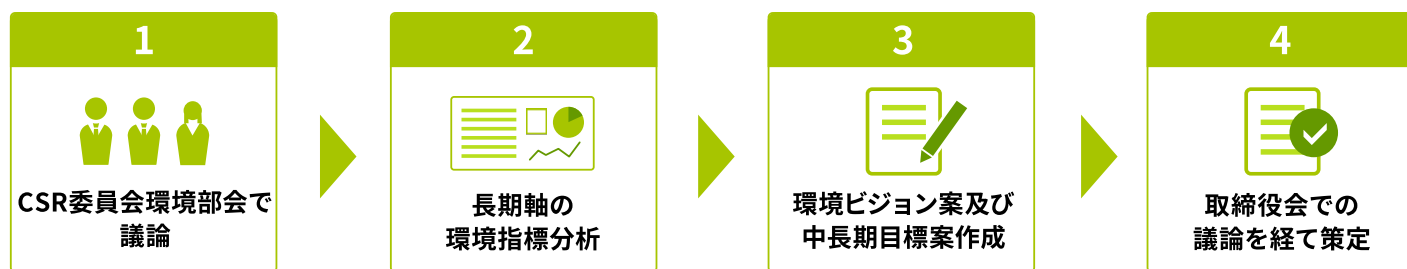 1
CSR委員会環境部会で
議論
2
長期軸の
環境指標分析
3
環境ビジョン案及び
中長期目標案作成
4
取締役会での
議論を経て策定